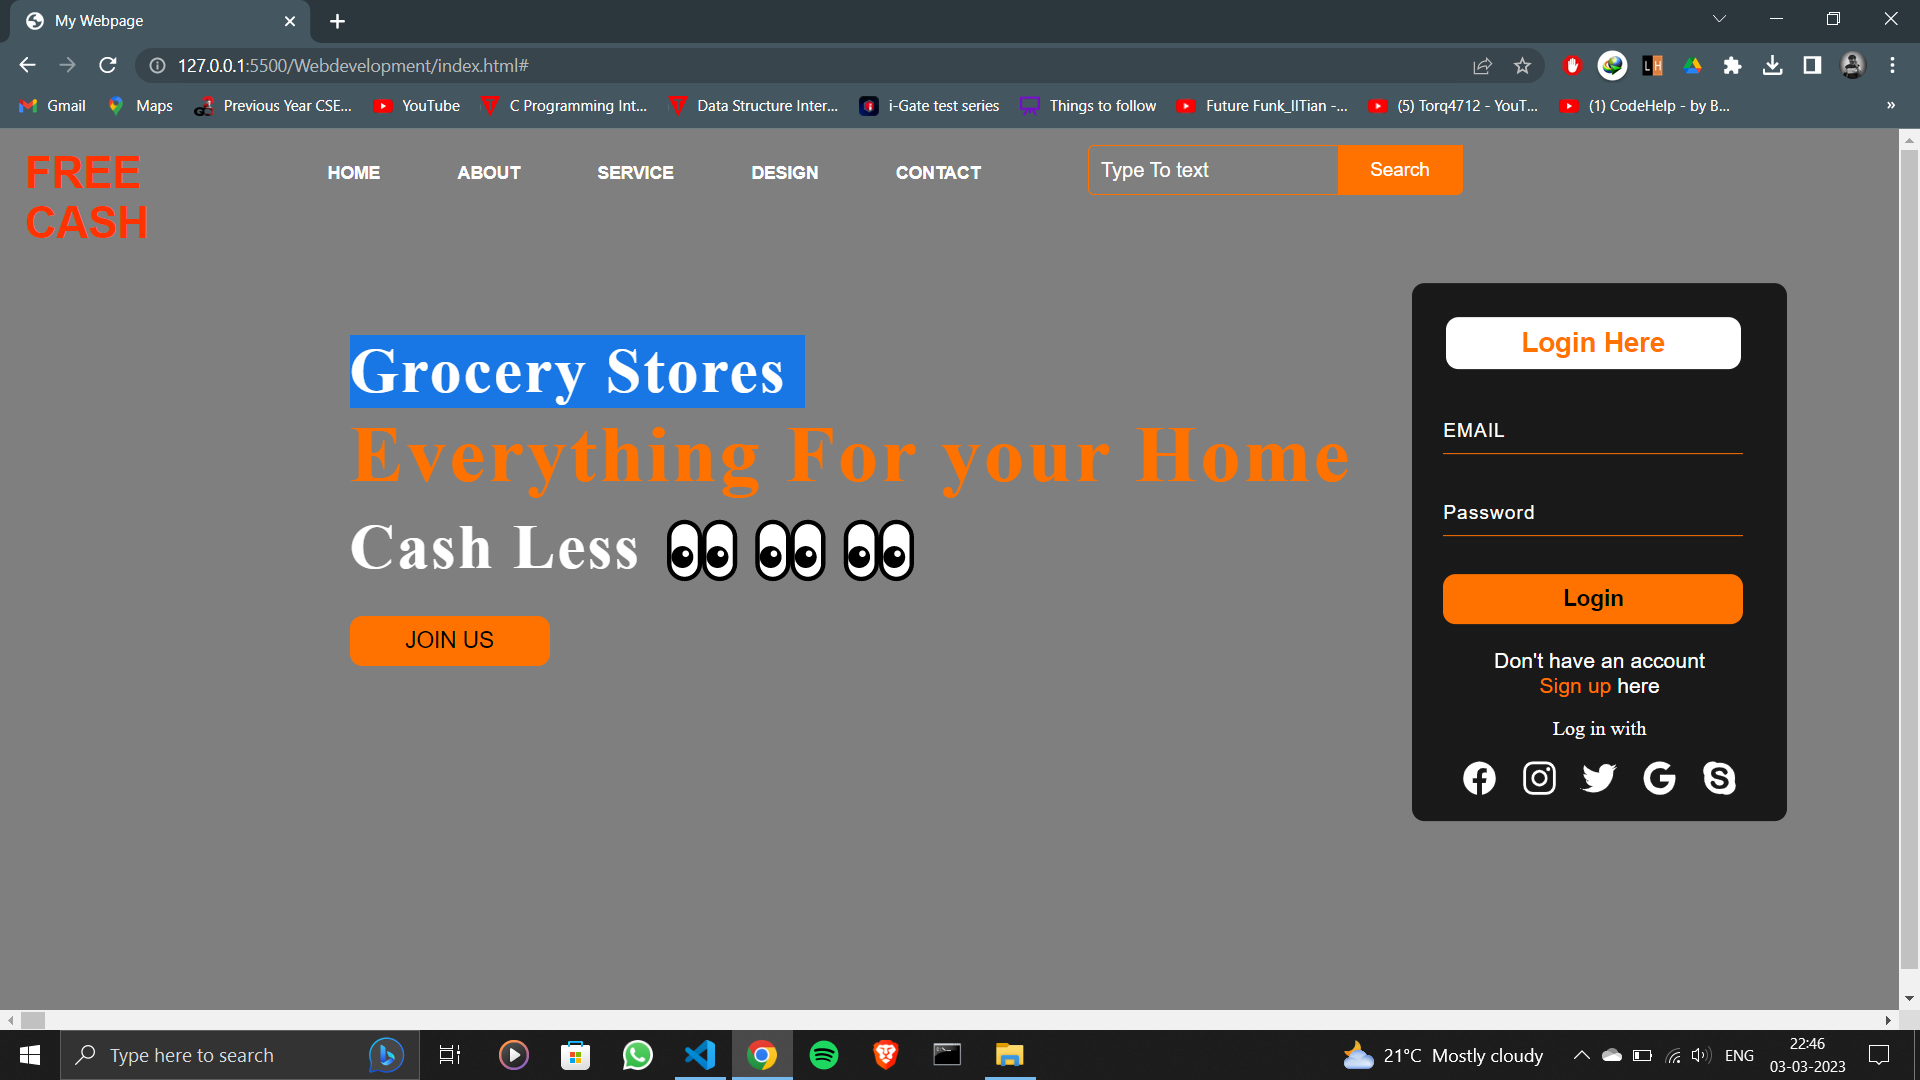 My Webpage
127.0.0.1:5500/Webdevelopment/index.html#
Gmail
Maps
Previous Year CSE...
YouTube
C Programming Int...
Data Structure Inter...
i-Gate test series
Things to follow
Future Funk_IITian -...
(5) Torq4712 - YouT...
(1) CodeHelp - by B...
»
FREE
CASH
HOME
ABOUT
SERVICE
DESIGN
CONTACT
Type To text
Search
Grocery Stores
Everything For your Home
Cash Less 👀 👀 👀
JOIN US
Login Here
EMAIL
Password
Login
Don't have an account
Sign up here
Log in with
Type here to search
21°C Mostly cloudy
ENG
22:46
03-03-2023